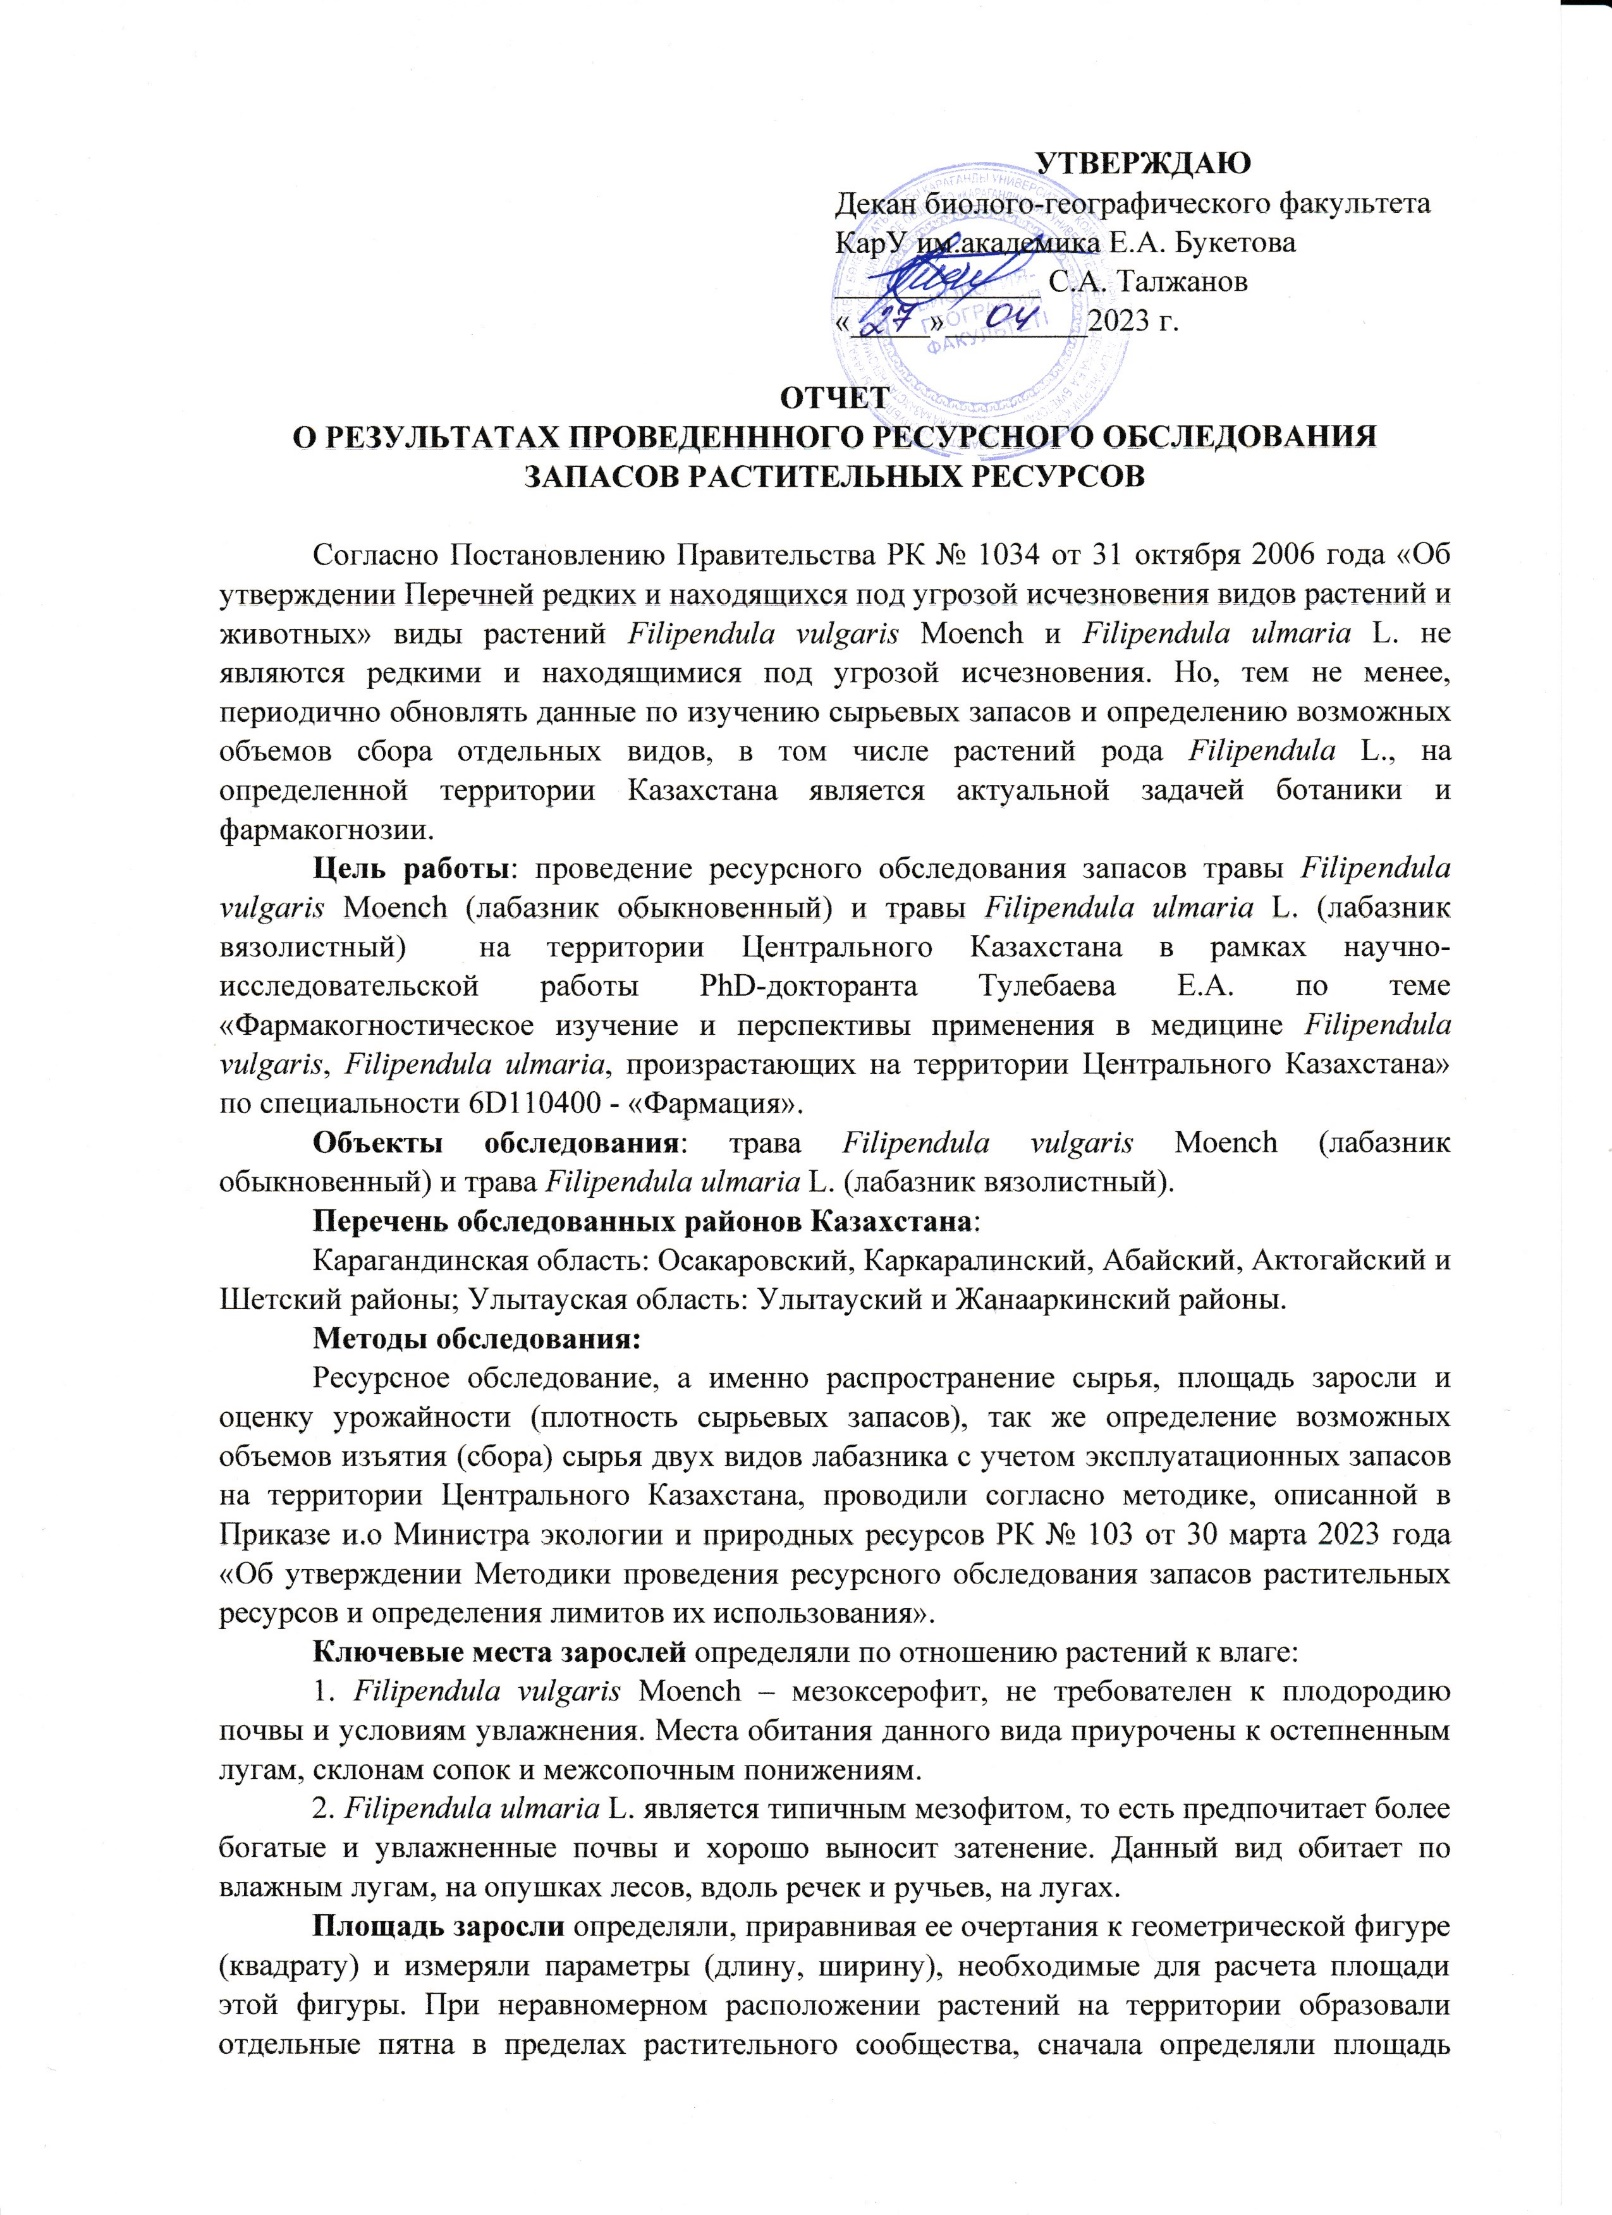 УТВЕРЖДАЮ
Декан биолого-географического факультета
КарУ им.академика Е.А. Букетова
_____________ С.А. Талжанов
«27» 04 2023 г.
ОТЧЕТ
О РЕЗУЛЬТАТАХ ПРОВЕДЕНННОГО РЕСУРСНОГО ОБСЛЕДОВАНИЯ
ЗАПАСОВ РАСТИТЕЛЬНЫХ РЕСУРСОВ
Согласно Постановлению Правительства РК № 1034 от 31 октября 2006 года «Об
утверждении Перечней редких и находящихся под угрозой исчезновения видов растений и
животных» виды растений Filipendula vulgaris Moench и Filipendula ulmaria L. не
являются редкими и находящимися под угрозой исчезновения. Но, тем не менее,
периодично обновлять данные по изучению сырьевых запасов и определению возможных
объемов сбора отдельных видов, в том числе растений рода Filipendula L., на
определенной территории Казахстана является актуальной задачей ботаники и
фармакогнозии.
Цель работы: проведение ресурсного обследования запасов травы Filipendula
vulgaris Moench (лабазник обыкновенный) и травы Filipendula ulmaria L. (лабазник
вязолистный) на территории Центрального Казахстана в рамках научно-
исследовательской работы PhD-докторанта Тулебаева Е.А. по теме
«Фармакогностическое изучение и перспективы применения в медицине Filipendula
vulgaris, Filipendula ulmaria, произрастающих на территории Центрального Казахстана»
по специальности 6D110400 - «Фармация».
Объекты обследования: трава Filipendula vulgaris Moench (лабазник
обыкновенный) и трава Filipendula ulmaria L. (лабазник вязолистный).
Перечень обследованных районов Казахстана:
Карагандинская область: Осакаровский, Каркаралинский, Абайский, Актогайский и
Шетский районы; Улытауская область: Улытауский и Жанааркинский районы.
Методы обследования:
Ресурсное обследование, а именно распространение сырья, площадь заросли и
оценку урожайности (плотность сырьевых запасов), так же определение возможных
объемов изъятия (сбора) сырья двух видов лабазника с учетом эксплуатационных запасов
на территории Центрального Казахстана, проводили согласно методике, описанной в
Приказе и.о Министра экологии и природных ресурсов РК № 103 от 30 марта 2023 года
«Об утверждении Методики проведения ресурсного обследования запасов растительных
ресурсов и определения лимитов их использования».
Ключевые места зарослей определяли по отношению растений к влаге:
1. Filipendula vulgaris Moench – мезоксерофит, не требователен к плодородию
почвы и условиям увлажнения. Места обитания данного вида приурочены к остепненным
лугам, склонам сопок и межсопочным понижениям.
2. Filipendula ulmaria L. является типичным мезофитом, то есть предпочитает более
богатые и увлажненные почвы и хорошо выносит затенение. Данный вид обитает по
влажным лугам, на опушках лесов, вдоль речек и ручьев, на лугах.
Площадь заросли определяли, приравнивая ее очертания к геометрической фигуре
(квадрату) и измеряли параметры (длину, ширину), необходимые для расчета площади
этой фигуры. При неравномерном расположении растений на территории образовали
отдельные пятна в пределах растительного сообщества, сначала определяли площадь